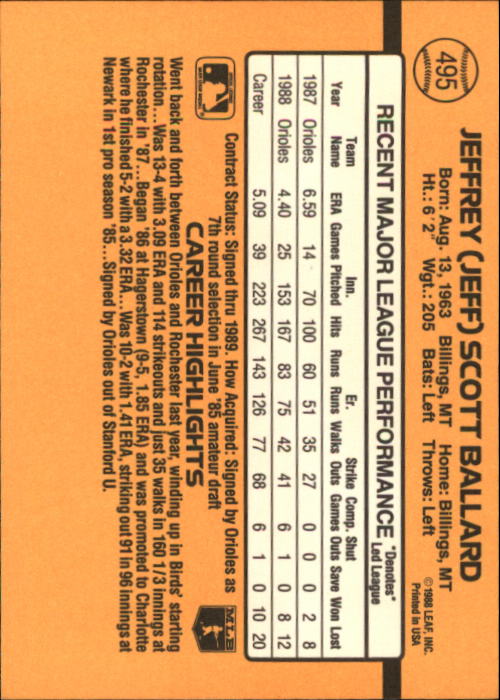 495
JEFFREY (JEFF) SCOTT BALLARD
Born: Aug. 13, 1963 Billings, MT Home: Billings, MT
Ht.: 6' 2" Wgt.: 205 Bats: Left Throws: Left
©1988 LEAF, INC.
Printed in USA
RECENT MAJOR LEAGUE PERFORMANCE
"Denotes"
Led League
Team Inn. Er. Strike Comp. Shut
Year Name ERA Games Pitched Hits Runs Runs Walks Outs Games Outs Save Won Lost
1987 Orioles 6.59 14 70 100 60 51 35 27 0 0 0 2 8
1988 Orioles 4.40 25 153 167 83 75 42 41 6 1 0 8 12
Career 5.09 39 223 267 143 126 77 68 6 1 0 10 20
Contract Status: Signed thru 1989. How Acquired: Signed by Orioles as
7th round selection in June '85 amateur draft
MLB
CAREER HIGHLIGHTS
Went back and forth between Orioles and Rochester last year, winding up in Birds' starting
rotation...Was 13-4 with 3.09 ERA and 114 strikeouts and just 35 walks in 160 1/3 innings at
Rochester in '87...Began '86 at Hagerstown (9-5, 1.85 ERA) and was promoted to Charlotte
where he finished 5-2 with a 3.32 ERA...Was 10-2 with 1.41 ERA, striking out 91 in 96 innings at
Newark in 1st pro season '85...Signed by Orioles out of Stanford U.